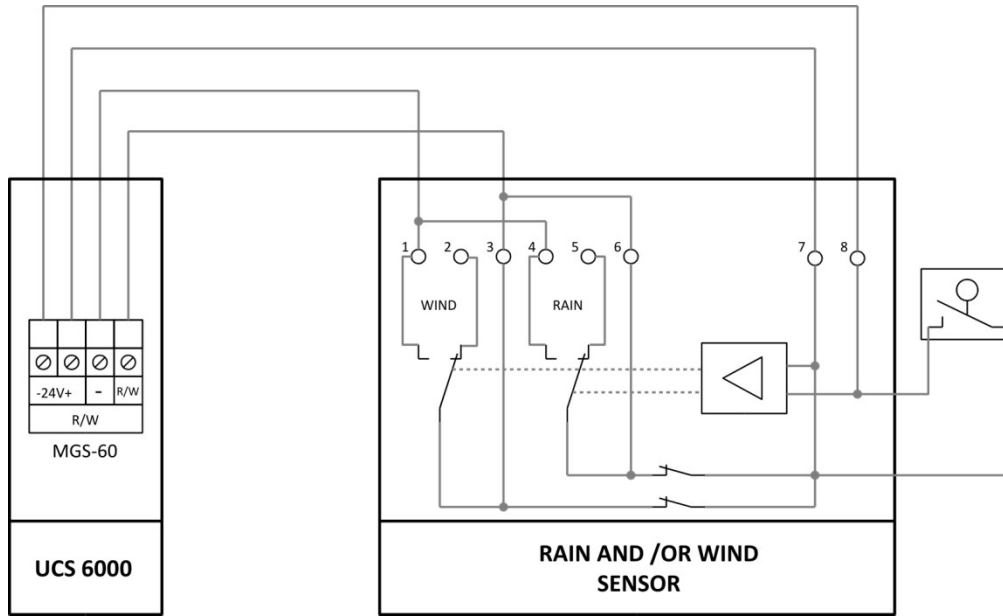 1 2 3 4 5 6 7 8
WIND RAIN
-24V+ - R/W
R/W
MGS-60
UCS 6000
RAIN AND /OR WIND
SENSOR